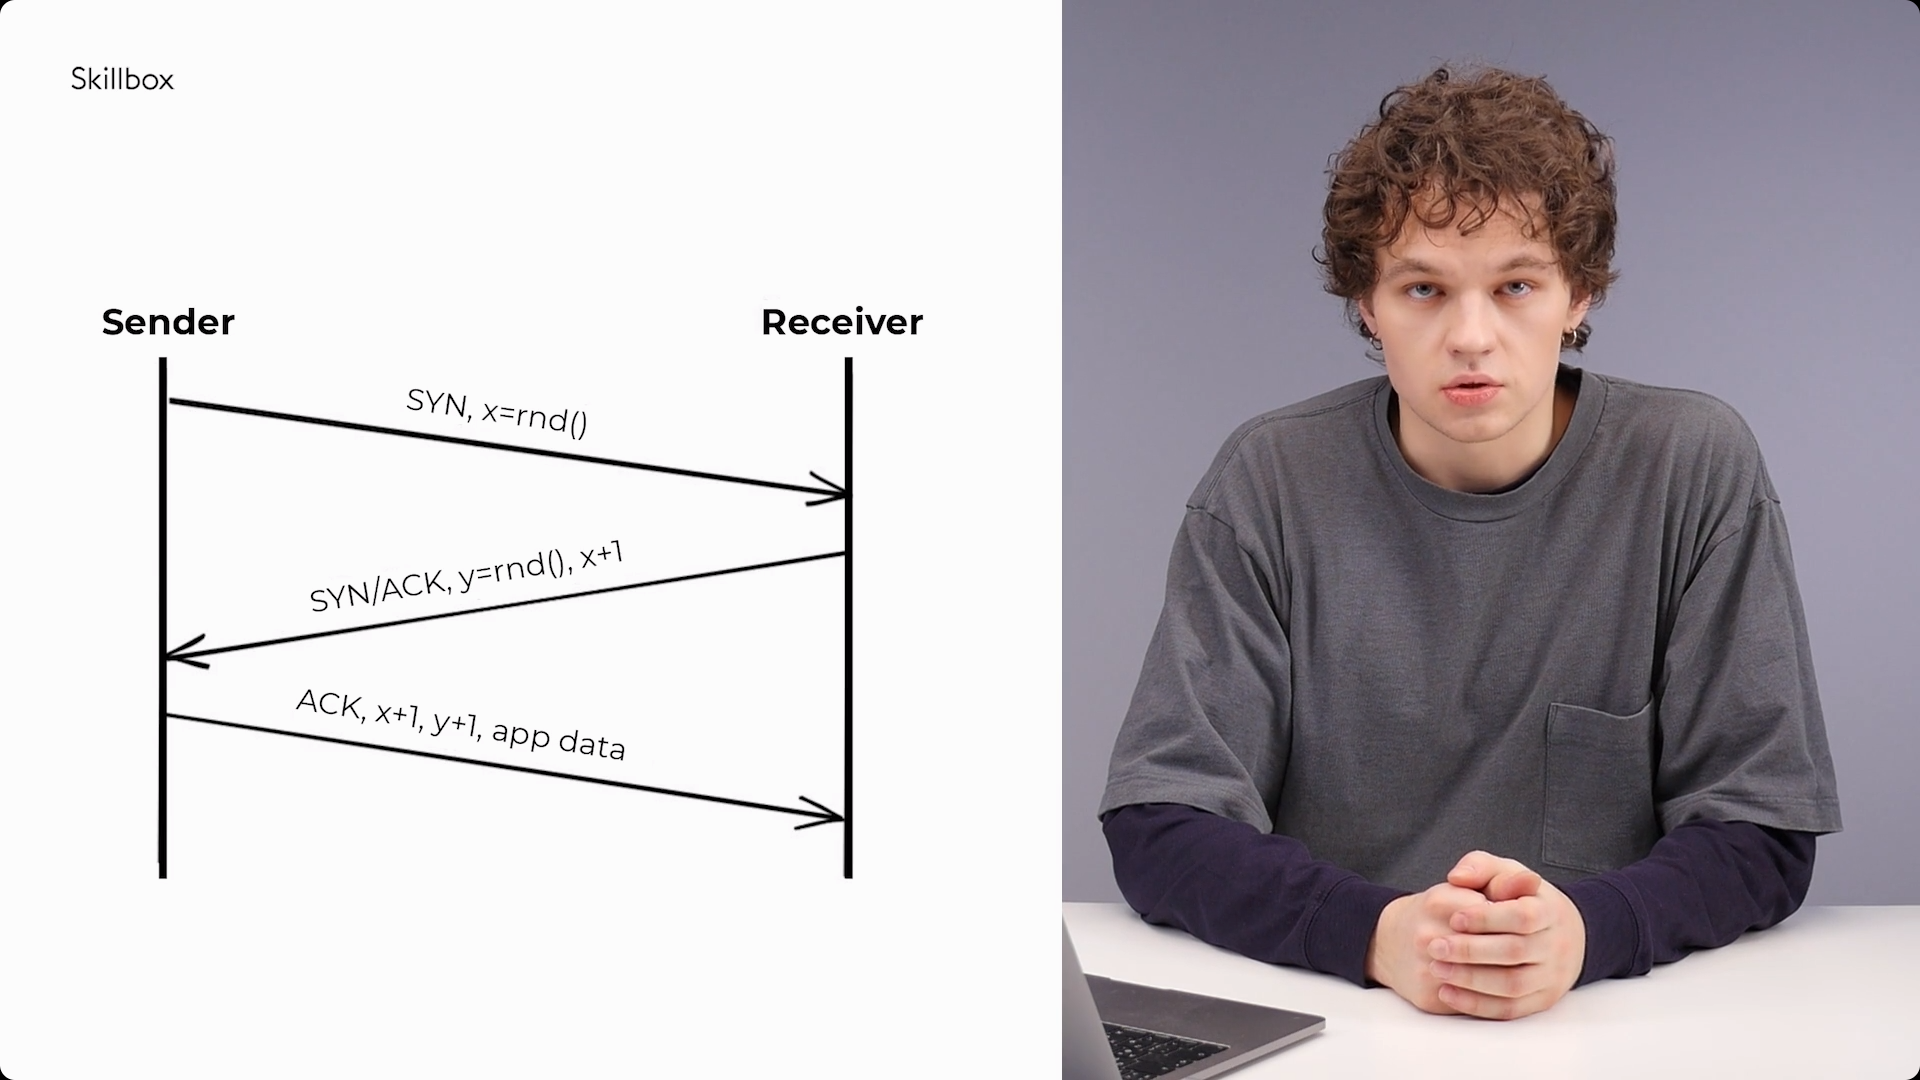 Skillbox
Sender
Receiver
SYN, x=rnd()
SYN/ACK, y=rnd(), x+1
ACK, x+1, y+1, app data